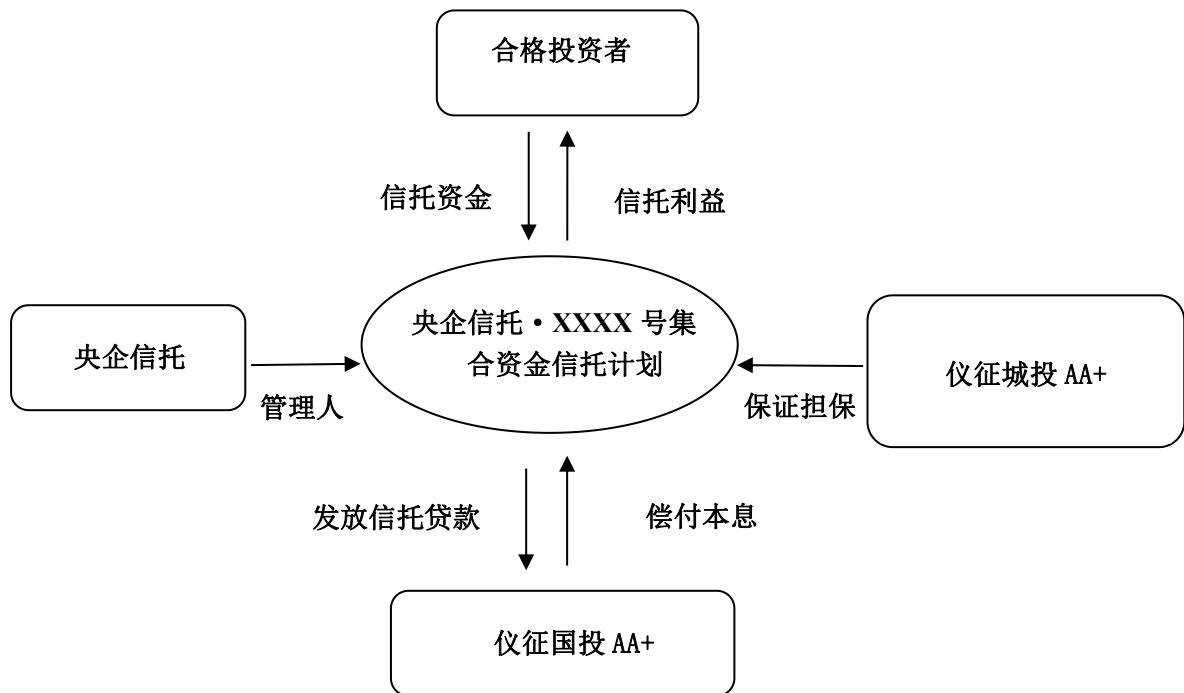 合格投资者
信托资金
信托利益
央企信托•XXXX 号集
合资金信托计划
央企信托
管理人
仪征城投 AA+
保证担保
发放信托贷款
偿付本息
仪征国投 AA+